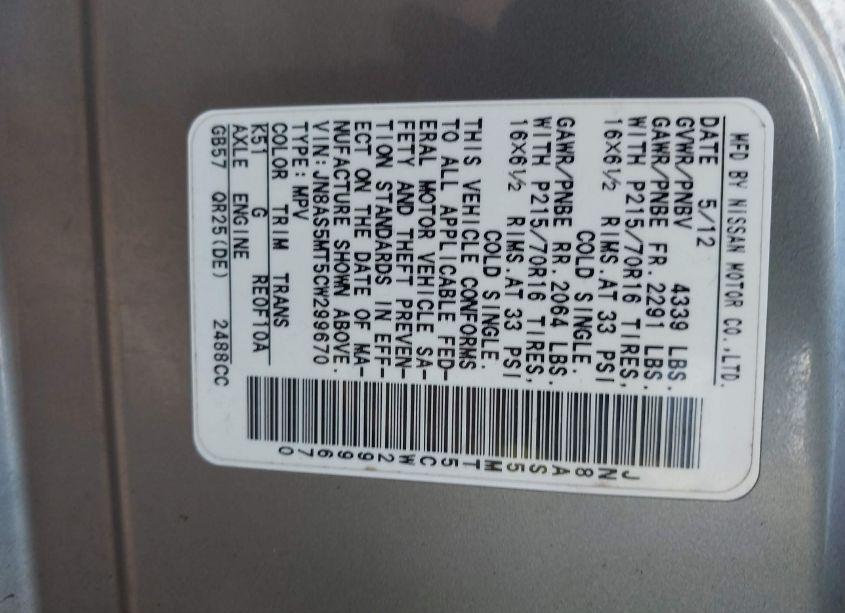 MFD BY NISSAN MOTOR CO.,LTD.
DATE 5/12
GVWR/PNBV 4339 LBS.
GAWR/PNBE FR. 2291 LBS.
WITH P215/70R16 TIRES,
16X6½ RIMS.AT 33 PSI
COLD SINGLE.
GAWR/PNBE RR. 2064 LBS.
WITH P215/70R16 TIRES,
16X6½ RIMS.AT 33 PSI
COLD SINGLE.
THIS VEHICLE CONFORMS
TO ALL APPLICABLE FED-
ERAL MOTOR VEHICLE SA-
FETY AND THEFT PREVEN-
TION STANDARDS IN EFF-
ECT ON THE DATE OF MA-
NUFACTURE SHOWN ABOVE.
VIN:JN8AS5MT5CW299670
TYPE:MPV
COLOR TRIM TRANS
K51 G RE0F10A
AXLE ENGINE
GB57 QR25(DE) 2488CC
JN8AS5MT5CW299670